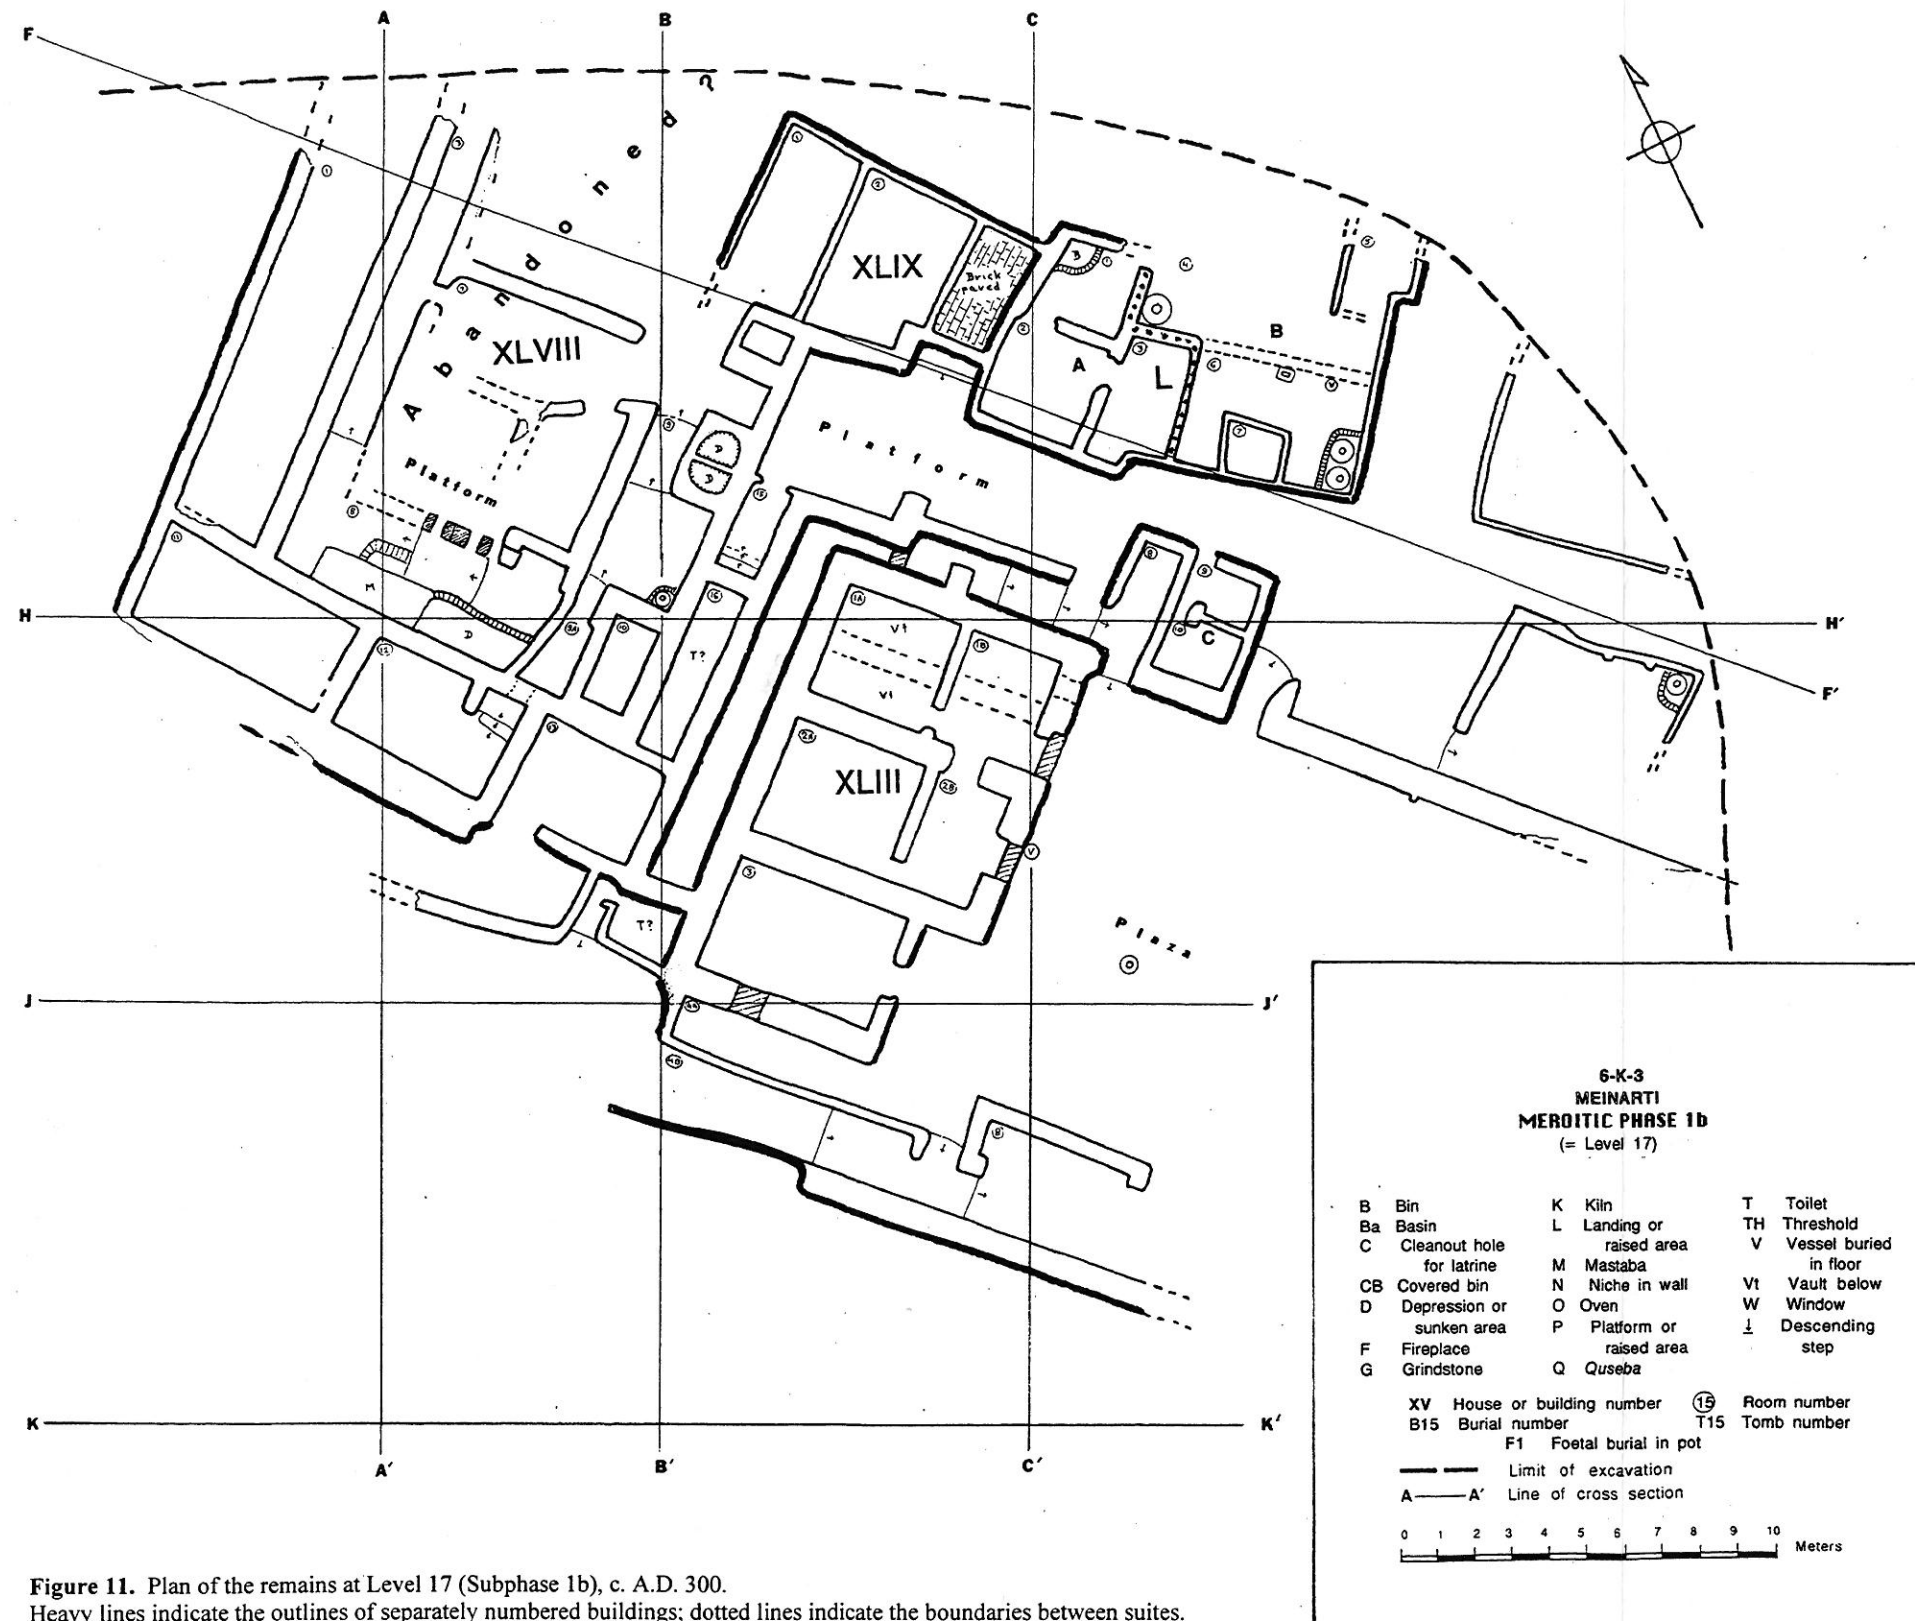 A
B
C
F
Abandoned?
XLVIII
XLIX
Brick paved
B
A
L
B
Platform
Platform
D
D
M
D
H
H'
F'
T?
Vt
Vt
C
XLIII
V
T?
Plaza
J
J'
K
K'
A'
B'
C'
6-K-3
MEINARTI
MEROITIC PHASE 1b
(= Level 17)
B Bin
Ba Basin
C Cleanout hole
for latrine
CB Covered bin
D Depression or
sunken area
F Fireplace
G Grindstone
K Kiln
L Landing or
raised area
M Mastaba
N Niche in wall
O Oven
P Platform or
raised area
Q Quseba
T Toilet
TH Threshold
V Vessel buried
in floor
Vt Vault below
W Window
↓ Descending
step
XV House or building number 15 Room number
B15 Burial number T15 Tomb number
F1 Foetal burial in pot
Limit of excavation
A A' Line of cross section
0 1 2 3 4 5 6 7 8 9 10 Meters
Figure 11. Plan of the remains at Level 17 (Subphase 1b), c. A.D. 300.
Heavy lines indicate the outlines of separately numbered buildings; dotted lines indicate the boundaries between suites.